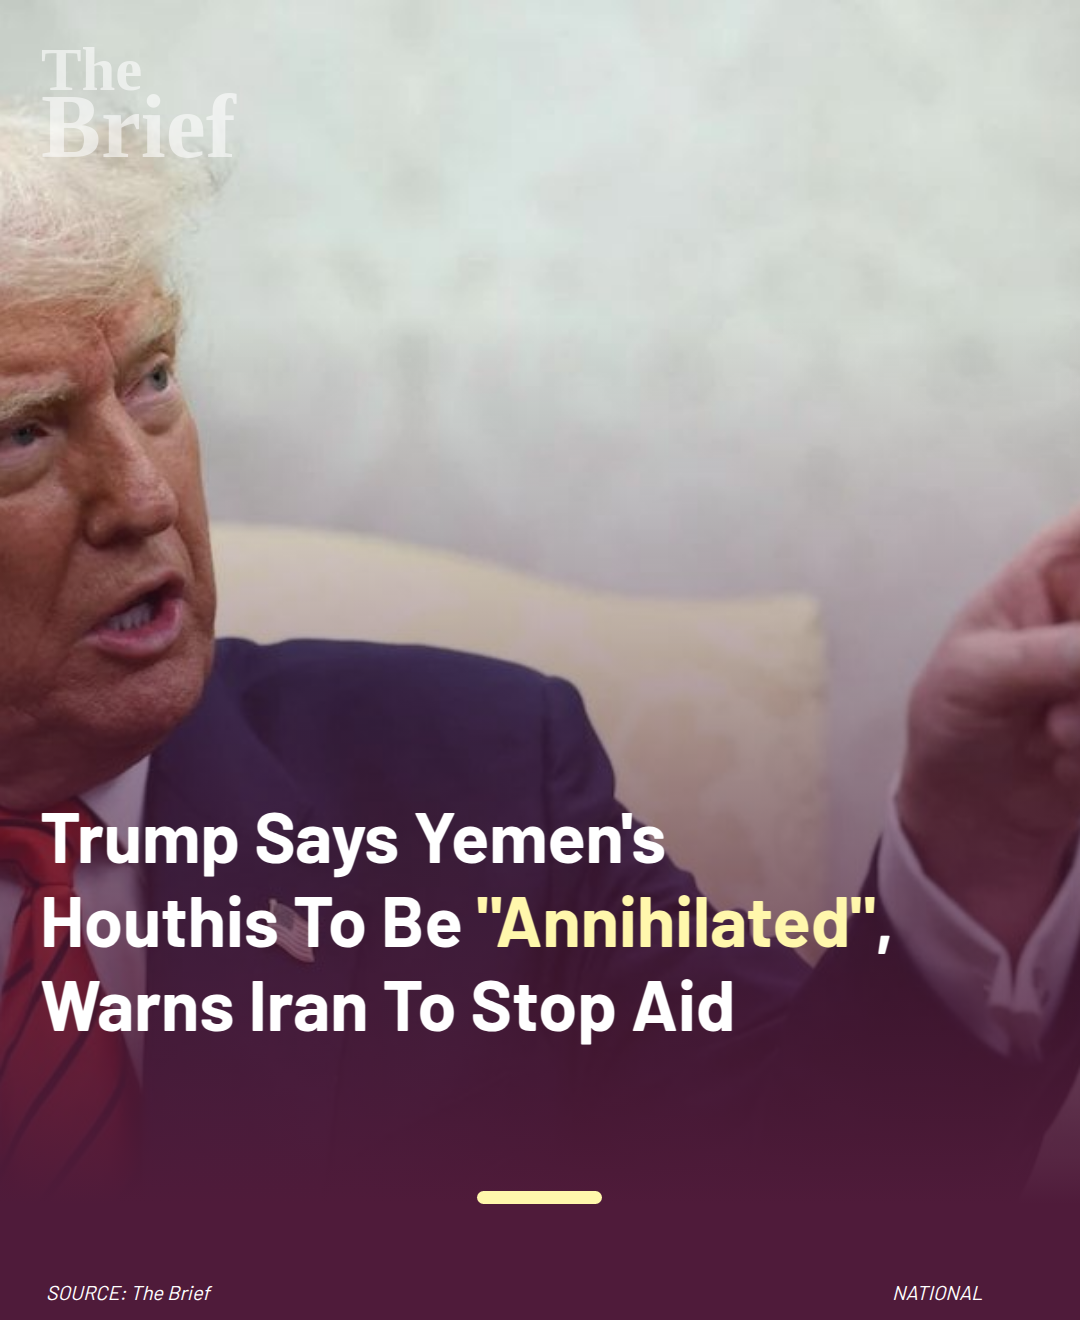 The
Brief
Trump Says Yemen's
Houthis To Be "Annihilated",
Warns Iran To Stop Aid
SOURCE: The Brief
NATIONAL